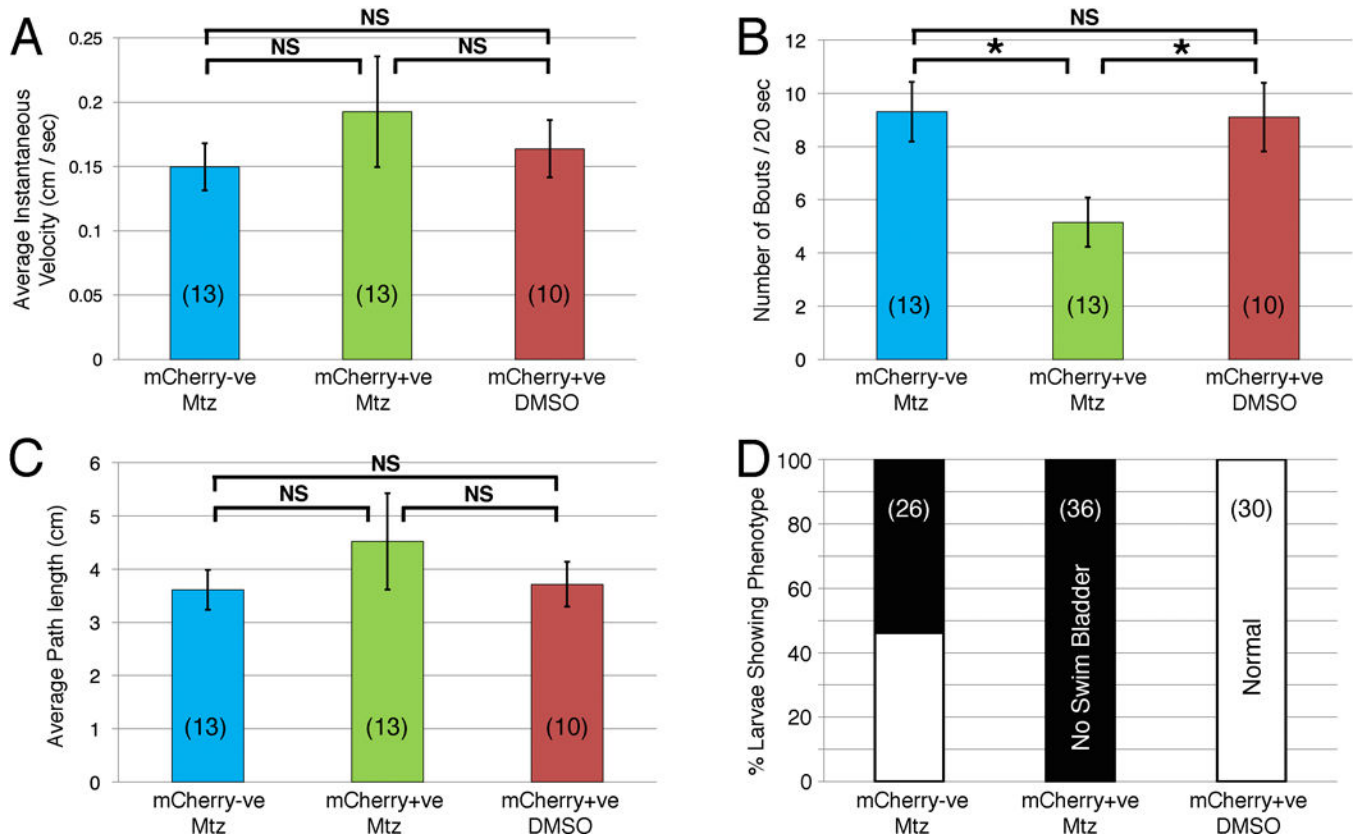 A
NS
NS
NS
0.25
0.2
0.15
0.1
0.05
0
Average Instantaneous
Velocity (cm / sec)
(13)
(13)
(10)
mCherry-ve
Mtz
mCherry+ve
Mtz
mCherry+ve
DMSO
B
NS
*
*
12
10
8
6
4
2
0
Number of Bouts / 20 sec
(13)
(13)
(10)
mCherry-ve
Mtz
mCherry+ve
Mtz
mCherry+ve
DMSO
C
NS
NS
NS
6
5
4
3
2
1
0
Average Path length (cm)
(13)
(13)
(10)
mCherry-ve
Mtz
mCherry+ve
Mtz
mCherry+ve
DMSO
D
100
80
60
40
20
0
% Larvae Showing Phenotype
(26)
(36)
(30)
No Swim Bladder
Normal
mCherry-ve
Mtz
mCherry+ve
Mtz
mCherry+ve
DMSO